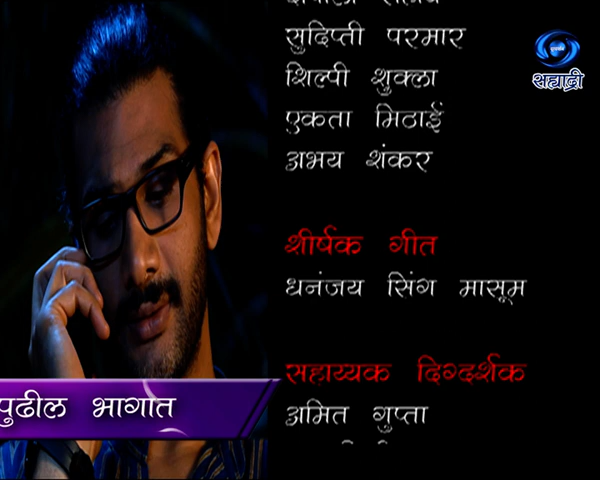 सुदिप्ती परमार
शिल्पी शुक्ला
एकता मिठाई
अभय शंकर
शीर्षक गीत
धनंजय सिंग मासूम
सहाय्यक दिग्दर्शक
अमित गुप्ता
सह्याद्री
पुढील भागात